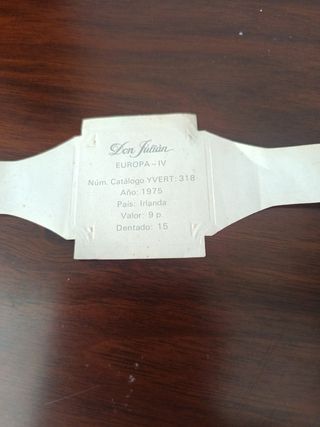 Don Julián
EUROPA-IV
Núm. Catálogo YVERT: 318
Año: 1975
País: Irlanda
Valor: 9 p
Dentado: 15